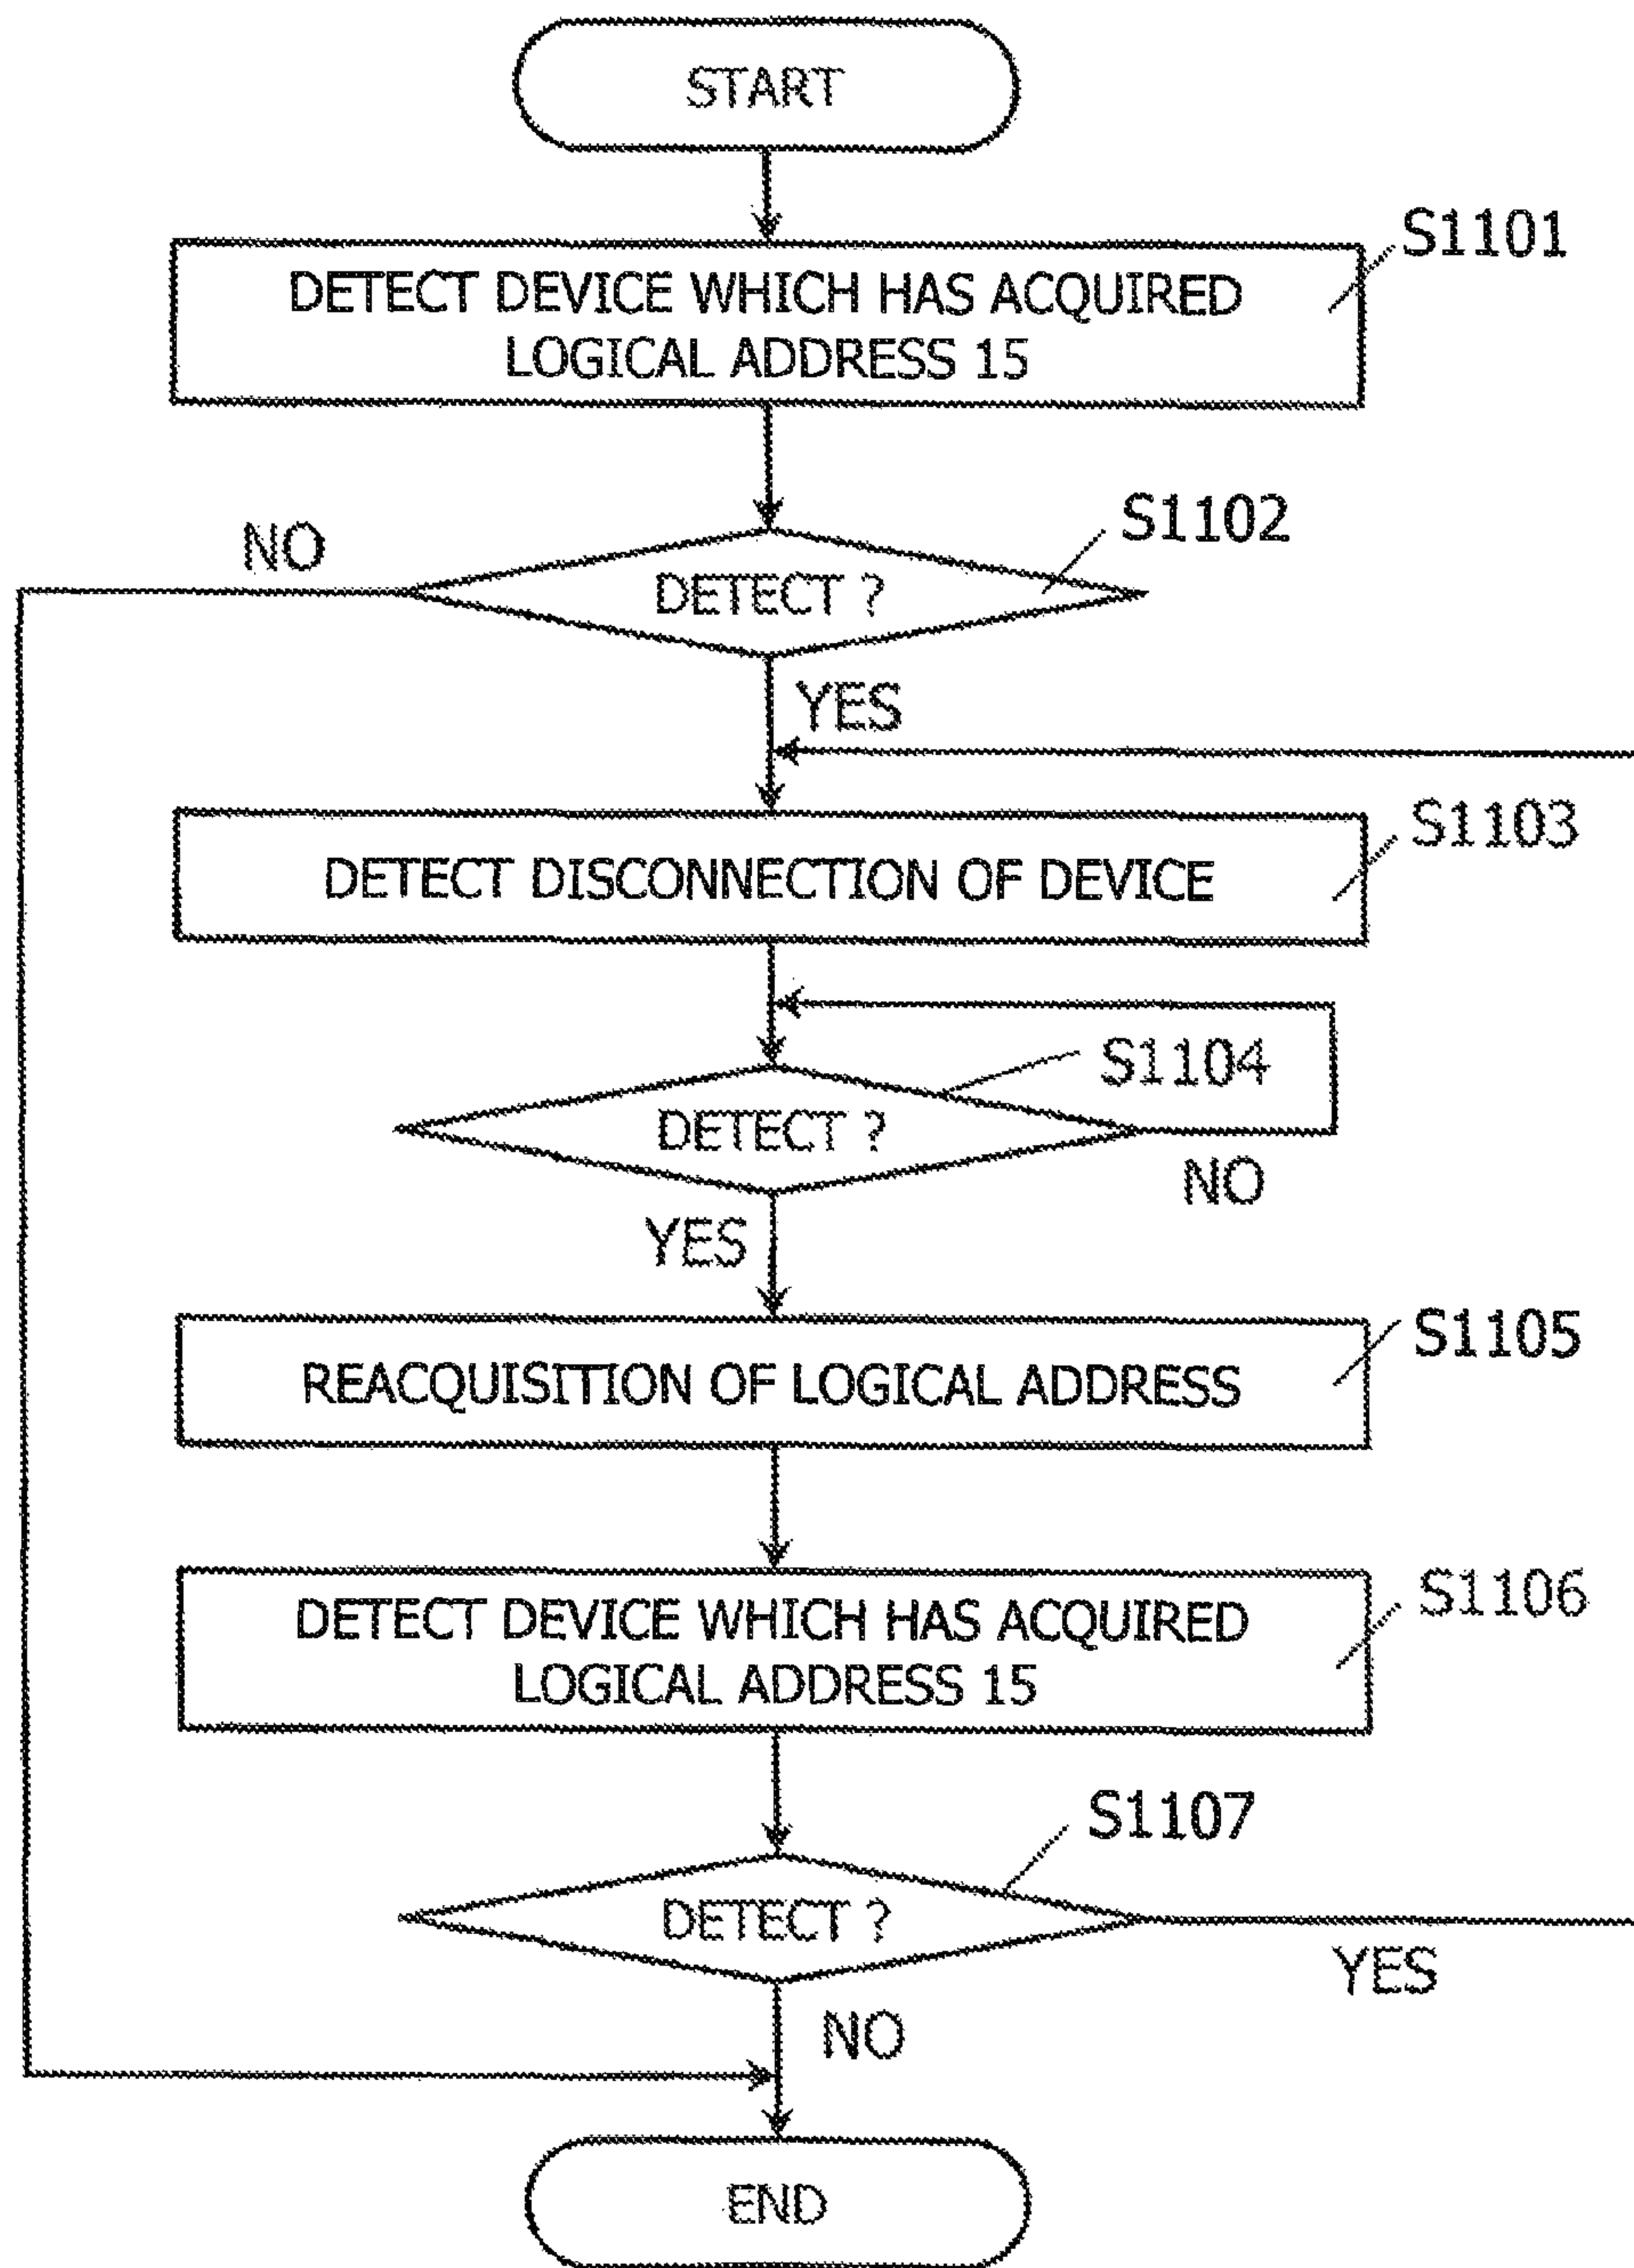 START
S1101
DETECT DEVICE WHICH HAS ACQUIRED
LOGICAL ADDRESS 15
S1102
NO
DETECT ?
YES
S1103
DETECT DISCONNECTION OF DEVICE
S1104
DETECT ?
NO
YES
S1105
REACQUISITION OF LOGICAL ADDRESS
S1106
DETECT DEVICE WHICH HAS ACQUIRED
LOGICAL ADDRESS 15
S1107
DETECT ?
YES
NO
END